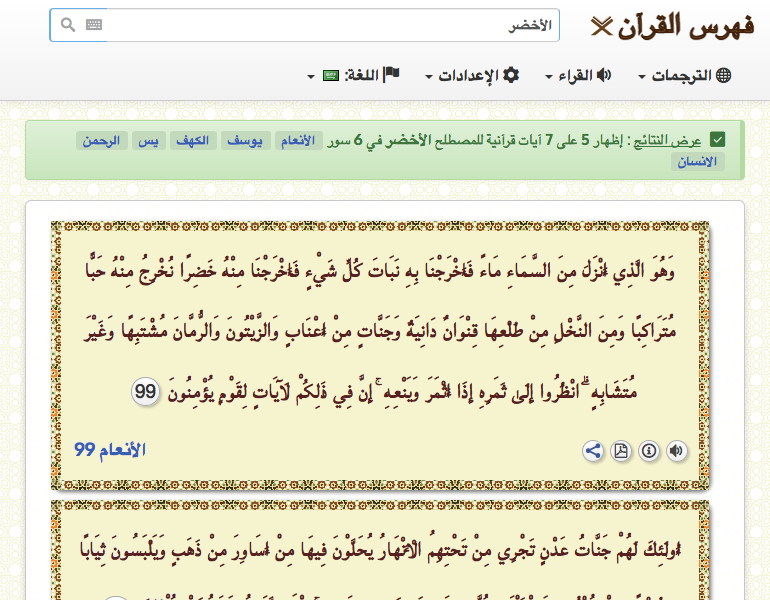 فهرس القرآن
الأخضر
الترجمات
القراء
الإعدادات
اللغة:
عرض النتائج : إظهار 5 على 7 آيات قرآنية للمصطلح الأخضر في 6 سور الأنعام يوسف الكهف يس الرحمن
الانسان
وَهُوَ الَّذِي أَنْزَلَ مِنَ السَّمَاءِ مَاءً فَأَخْرَجْنَا بِهِ نَبَاتَ كُلِّ شَيْءٍ فَأَخْرَجْنَا مِنْهُ خَضِرًا نُخْرِجُ مِنْهُ حَبًّا
مُتَرَاكِبًا وَمِنَ النَّخْلِ مِنْ طَلْعِهَا قِنْوَانٌ دَانِيَةٌ وَجَنَّاتٍ مِنْ أَعْنَابٍ وَالزَّيْتُونَ وَالرُّمَّانَ مُشْتَبِهًا وَغَيْرَ
مُتَشَابِهٍ ۗ انْظُرُوا إِلَىٰ ثَمَرِهِ إِذَا أَثْمَرَ وَيَنْعِهِ ۚ إِنَّ فِي ذَٰلِكُمْ لَآيَاتٍ لِقَوْمٍ يُؤْمِنُونَ 99
الأنعام 99
أُولَٰئِكَ لَهُمْ جَنَّاتُ عَدْنٍ تَجْرِي مِنْ تَحْتِهِمُ الْأَنْهَارُ يُحَلَّوْنَ فِيهَا مِنْ أَسَاوِرَ مِنْ ذَهَبٍ وَيَلْبَسُونَ ثِيَابًا